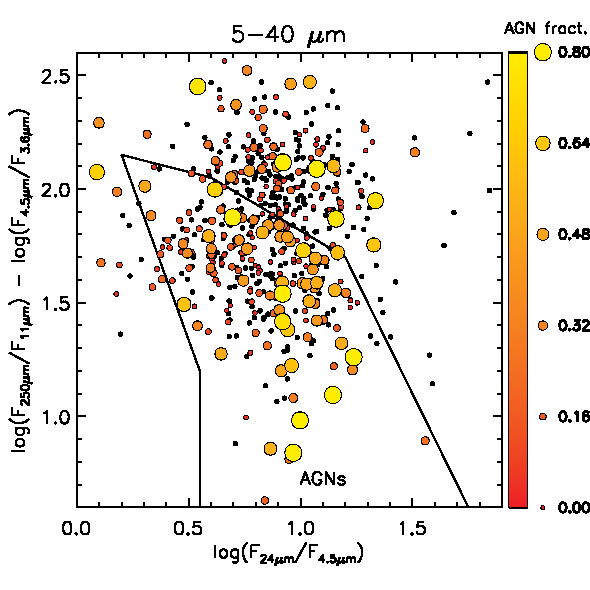 5−40 μm
AGN fract.
log(F250μm/F11μm) − log(F4.5μm/F3.6μm)
2.5
2.0
1.5
1.0
0.80
0.64
0.48
0.32
0.16
0.00
AGNs
0.0 0.5 1.0 1.5
log(F24μm/F4.5μm)